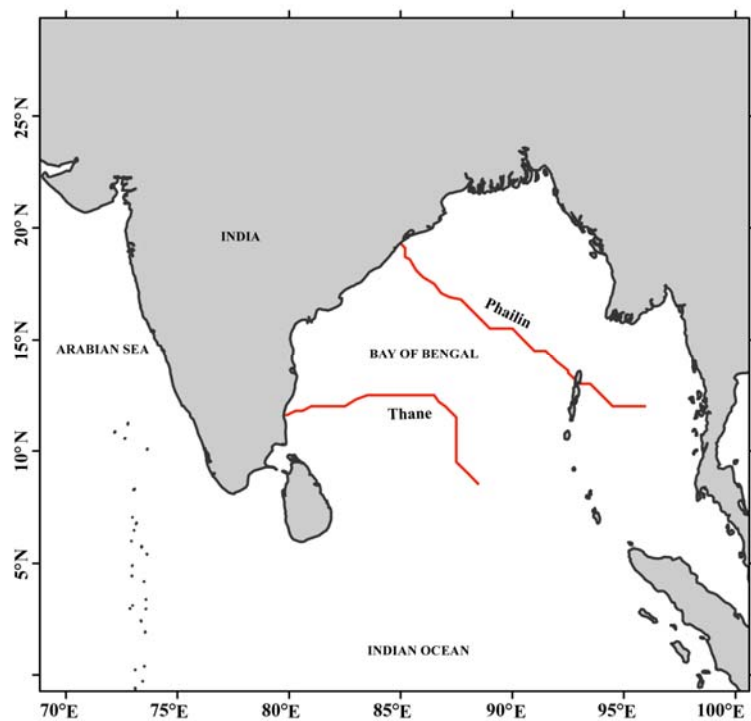 25°N
20°N
15°N
10°N
5°N
INDIA
ARABIAN SEA
BAY OF BENGAL
Phailin
Thane
INDIAN OCEAN
70°E 75°E 80°E 85°E 90°E 95°E 100°E